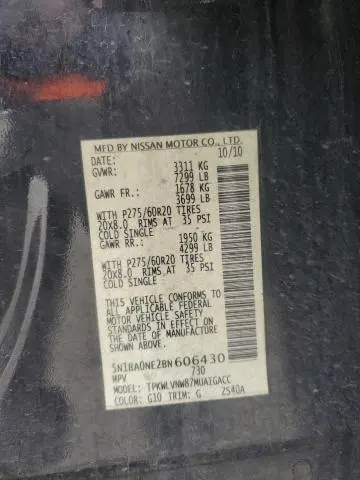 MFD BY NISSAN MOTOR CO., LTD.
DATE: 10/10
GVWR: 3311 KG
7299 LB
GAWR FR: 1678 KG
3699 LB
WITH P275/60R20 TIRES
20X8.0 RIMS AT 35 PSI
COLD SINGLE
GAWR RR: 1950 KG
4299 LB
WITH P275/60R20 TIRES
20X8.0 RIMS AT 35 PSI
COLD SINGLE
THIS VEHICLE CONFORMS TO
ALL APPLICABLE FEDERAL
MOTOR VEHICLE SAFETY
STANDARDS IN EFFECT ON
THE DATE OF MANUFACTURE
5N1BA0NE2BN606430
MPV 730
MODEL: TPKWLVNW87MUAIGACC
COLOR: G10 TRIM: G 2S40A